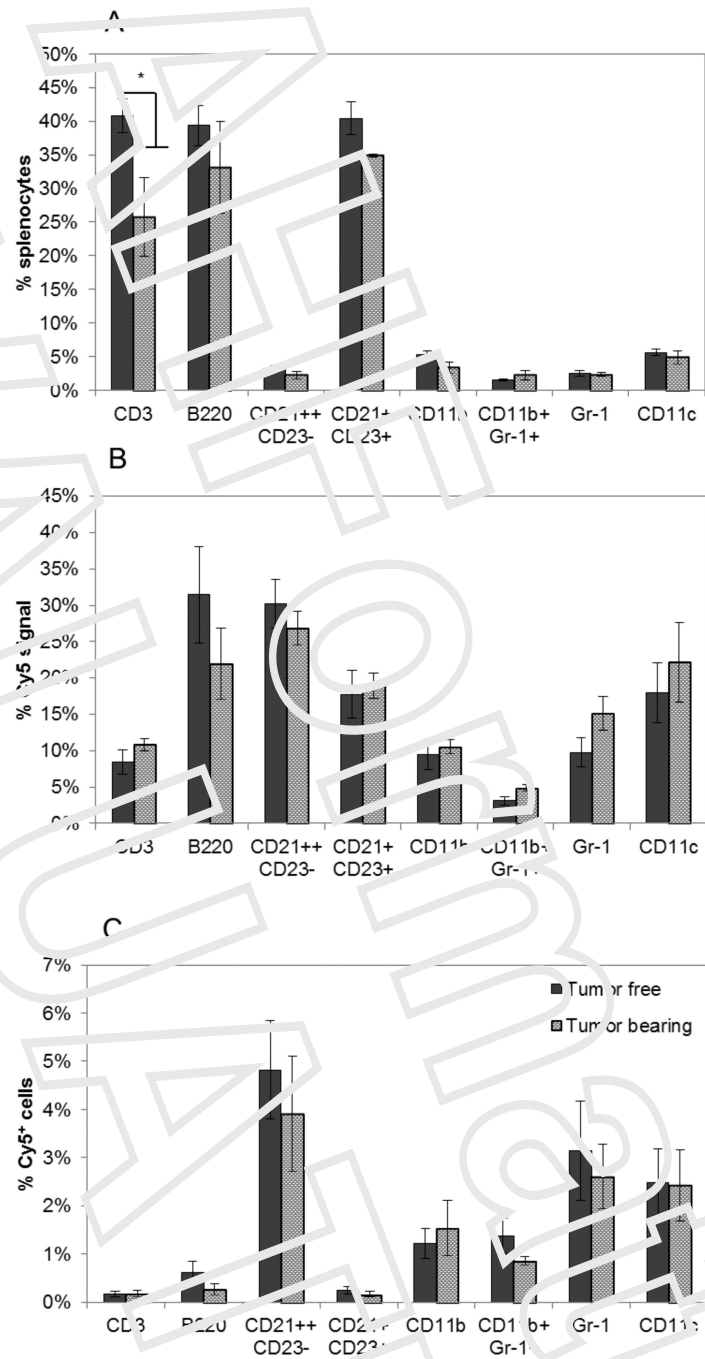 A
50%
45%
40%
35%
30%
25%
20%
15%
10%
5%
0%
% splenocytes
*
CD3 B220 CD21++ CD21+ CD11b CD11b+ Gr-1 CD11c
CD23- CD23+ Gr-1+
B
45%
40%
35%
30%
25%
20%
15%
10%
5%
0%
% Cy5 signal
CD3 B220 CD21++ CD21+ CD11b CD11b+ Gr-1 CD11c
CD23- CD23+ Gr-1+
C
7%
6%
5%
4%
3%
2%
1%
0%
% Cy5⁺ cells
Tumor free
Tumor bearing
CD3 B220 CD21++ CD21+ CD11b CD11b+ Gr-1 CD11c
CD23- CD23+ Gr-1